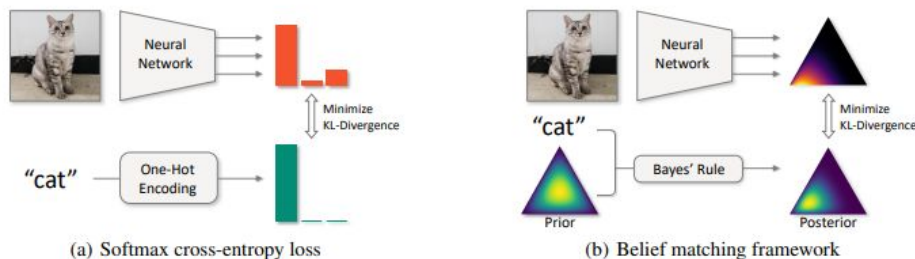 Neural
Network
Minimize
KL-Divergence
“cat”
One-Hot
Encoding
(a) Softmax cross-entropy loss
Neural
Network
Minimize
KL-Divergence
“cat”
Bayes’ Rule
Prior
Posterior
(b) Belief matching framework